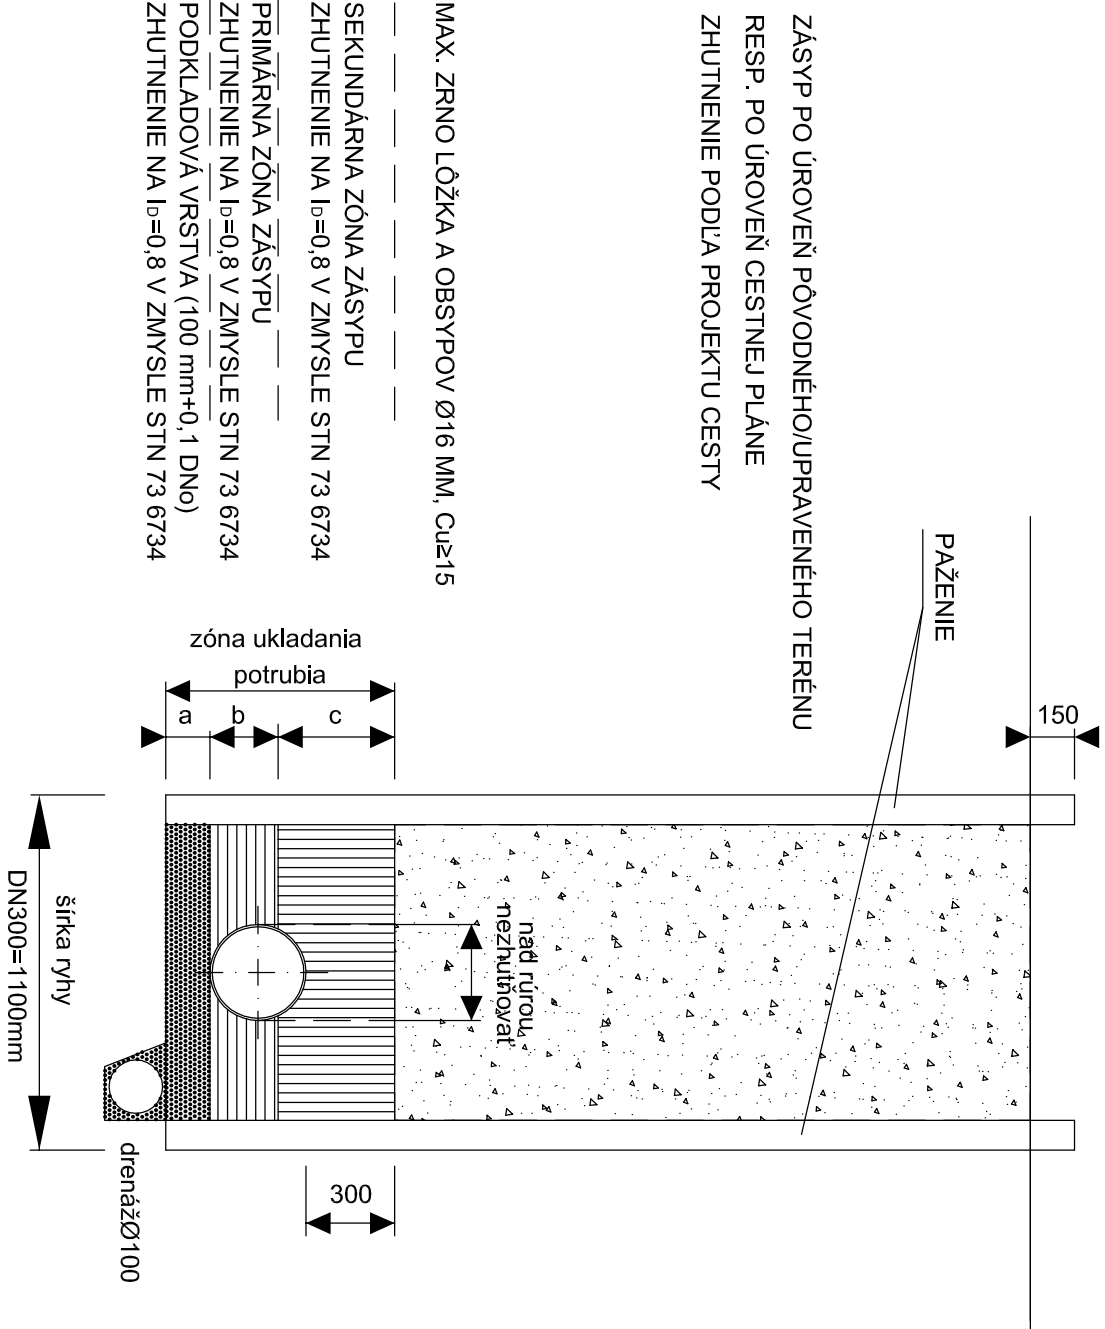 PAŽENIE
150
ZÁSYP PO ÚROVEŇ PÔVODNÉHO/UPRAVENÉHO TERÉNU
RESP. PO ÚROVEŇ CESTNEJ PLÁNE
ZHUTNENIE PODĽA PROJEKTU CESTY
MAX. ZRNO LÔŽKA A OBSYPOV Ø16 MM, Cu≥15
SEKUNDÁRNA ZÓNA ZÁSYPU
ZHUTNENIE NA ID=0,8 V ZMYSLE STN 73 6734
PRIMÁRNA ZÓNA ZÁSYPU
ZHUTNENIE NA ID=0,8 V ZMYSLE STN 73 6734
PODKLADOVÁ VRSTVA (100 mm+0,1 DNo)
ZHUTNENIE NA ID=0,8 V ZMYSLE STN 73 6734
zóna ukladania
potrubia
a
b
c
nad rúrou
nezhutňovať
300
drenážØ100
šírka ryhy
DN300=1100mm